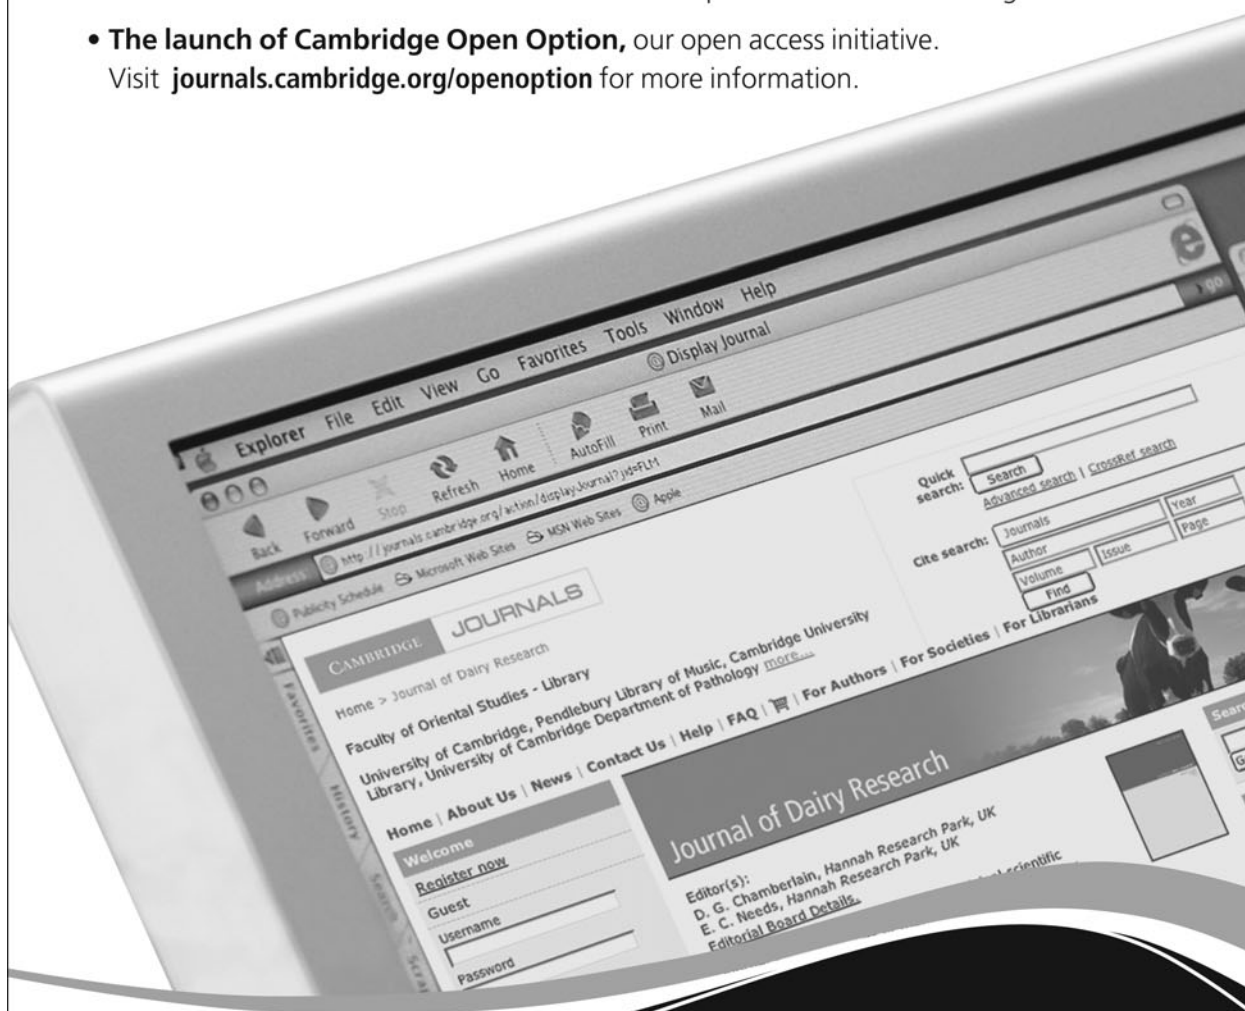 • The launch of Cambridge Open Option, our open access initiative.
Visit journals.cambridge.org/openoption for more information.
Explorer File Edit View Go Favorites Tools Window Help
Display Journal
Back Forward Stop Refresh Home AutoFill Print Mail
Address http://journals.cambridge.org/action/displayJournal?jid=FLM
go
Publicity Schedule Microsoft Web Sites MSN Web Sites Apple
Favorites
History
Search
CAMBRIDGE JOURNALS
Quick search:
Search
Advanced search | CrossRef search
Cite search:
Journals Year
Author Page
Volume Issue
Find
Home > Journal of Dairy Research
Faculty of Oriental Studies - Library
University of Cambridge, Pendlebury Library of Music, Cambridge University
Library, University of Cambridge Department of Pathology more....
Home | About Us | News | Contact Us | Help | FAQ | | For Authors | For Societies | For Librarians
Welcome
Register now
Guest
Username
Password
Journal of Dairy Research
Editor(s):
D. G. Chamberlain, Hannah Research Park, UK
E. C. Needs, Hannah Research Park, UK
Editorial Board Details.
scientific